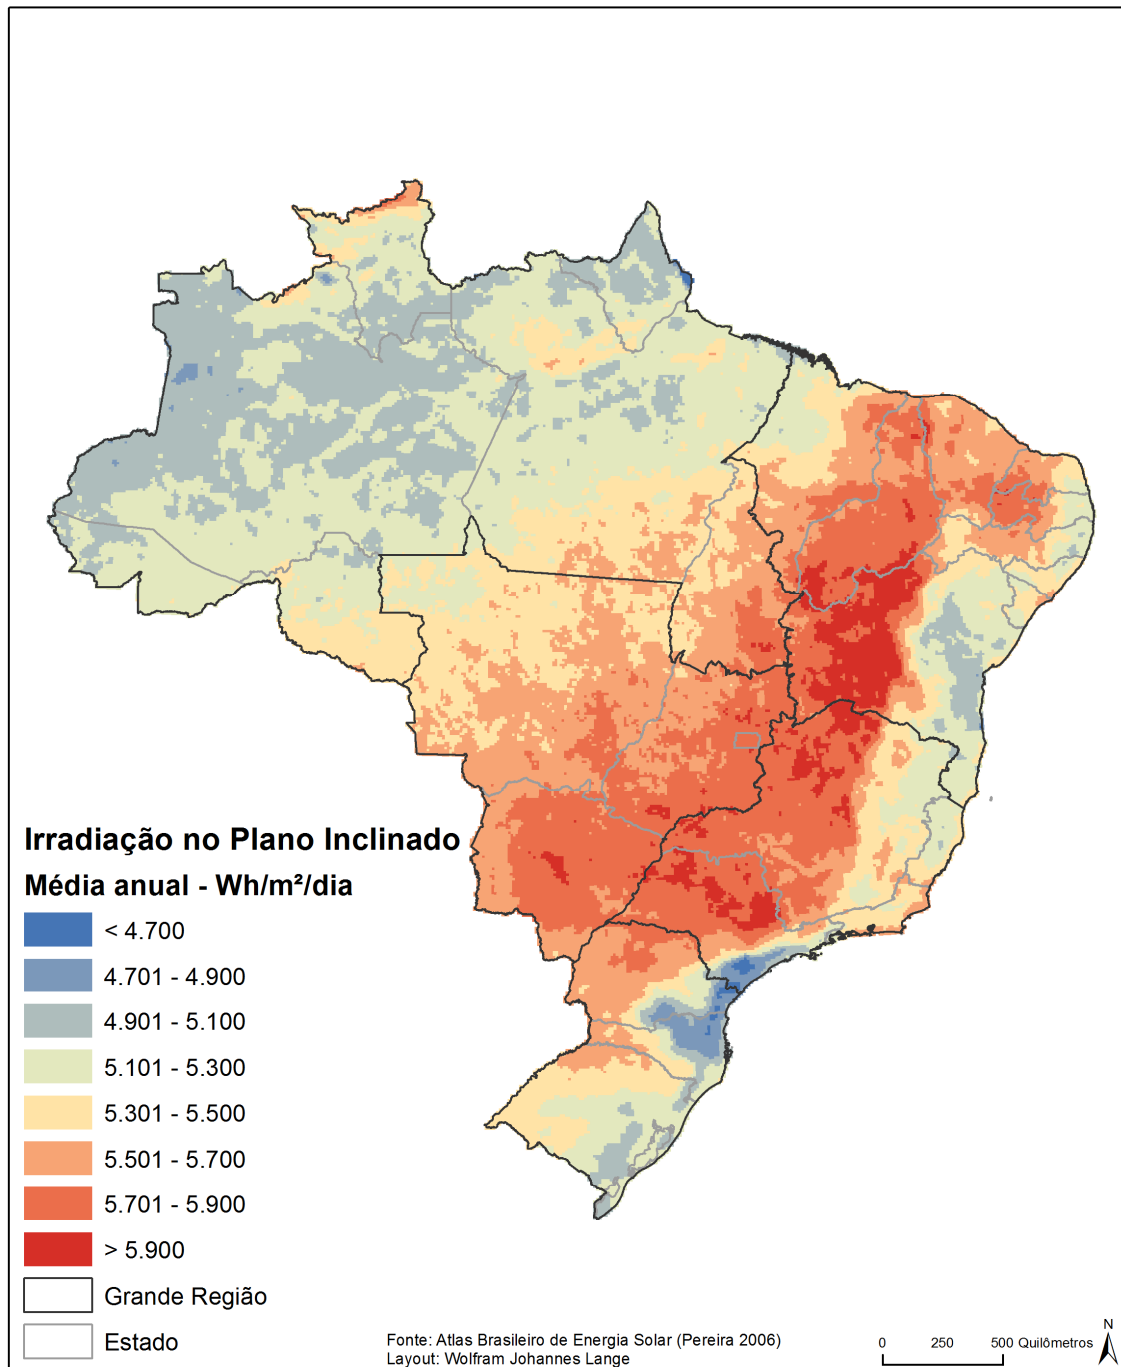 Irradiação no Plano Inclinado
Média anual - Wh/m²/dia
< 4.700
4.701 - 4.900
4.901 - 5.100
5.101 - 5.300
5.301 - 5.500
5.501 - 5.700
5.701 - 5.900
> 5.900
Grande Região
Estado
Fonte: Atlas Brasileiro de Energia Solar (Pereira 2006)
Layout: Wolfram Johannes Lange
0 250 500 Quilômetros
N